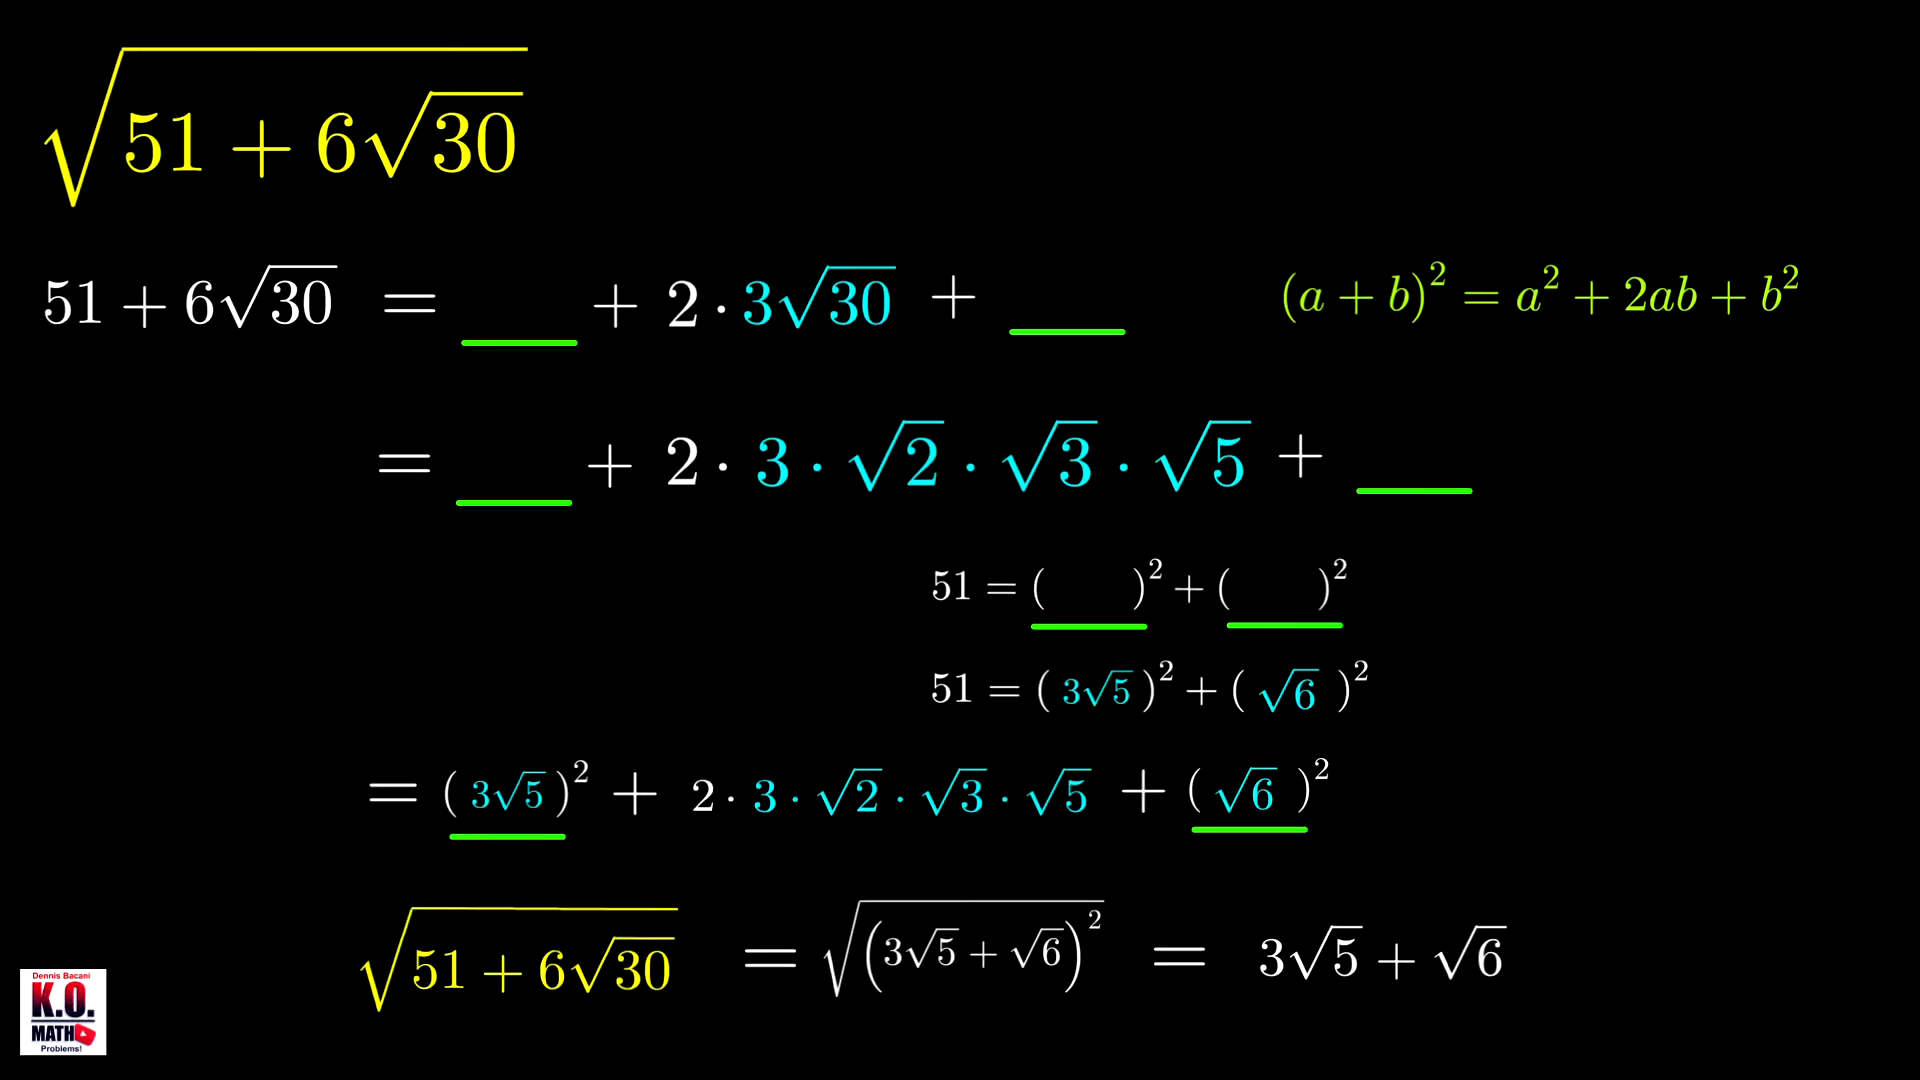 √(51 + 6√30)
51 + 6√30 = ___ + 2 · 3√30 + ___ (a + b)² = a² + 2ab + b²
= ___ + 2 · 3 · √2 · √3 · √5 + ___
51 = ( )² + ( )²
51 = ( 3√5 )² + ( √6 )²
= ( 3√5 )² + 2 · 3 · √2 · √3 · √5 + ( √6 )²
√(51 + 6√30) = √((3√5 + √6)²) = 3√5 + √6
Dennis Bacani
K.O.
MATH
Problems!